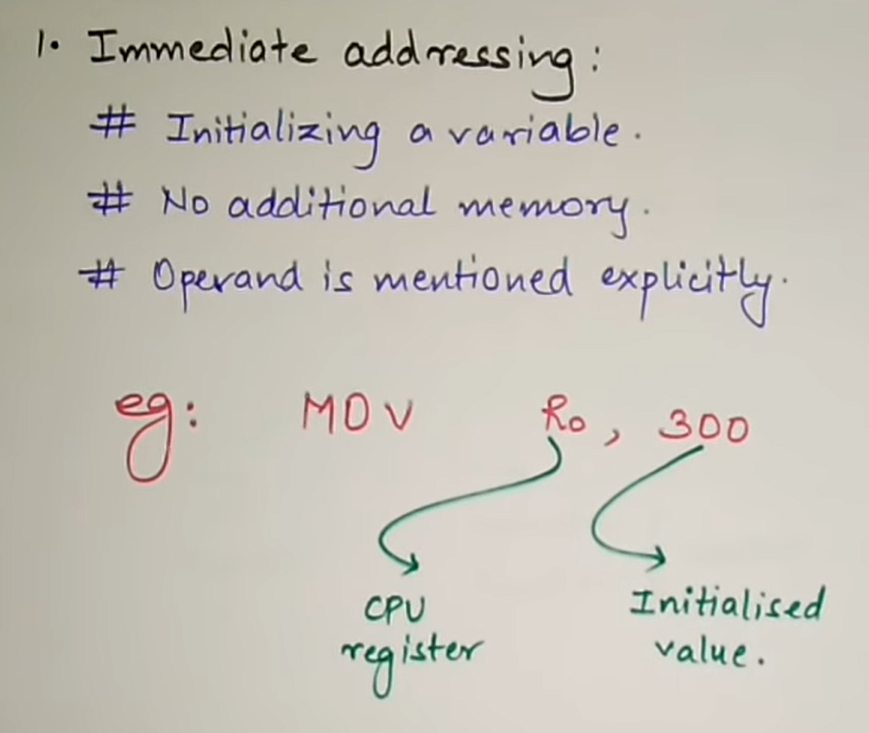 1. Immediate addressing:
# Initializing a variable.
# No additional memory.
# Operand is mentioned explicitly.
eg: MOV R0, 300
CPU register
Initialised value.